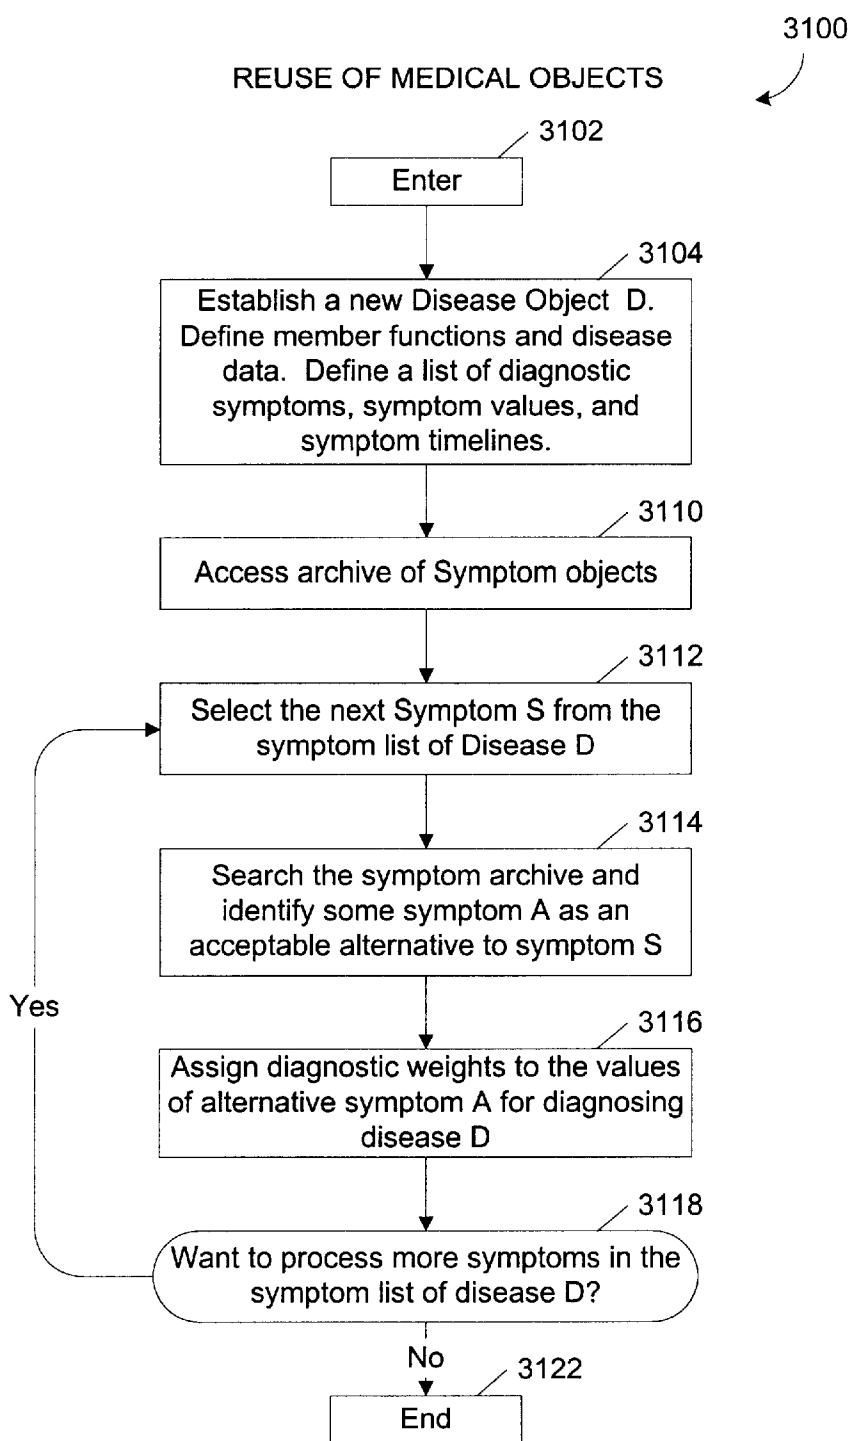 3100
REUSE OF MEDICAL OBJECTS
3102
Enter
3104
Establish a new Disease Object D.
Define member functions and disease
data. Define a list of diagnostic
symptoms, symptom values, and
symptom timelines.
3110
Access archive of Symptom objects
3112
Select the next Symptom S from the
symptom list of Disease D
3114
Search the symptom archive and
identify some symptom A as an
acceptable alternative to symptom S
Yes
3116
Assign diagnostic weights to the values
of alternative symptom A for diagnosing
disease D
3118
Want to process more symptoms in the
symptom list of disease D?
No
3122
End